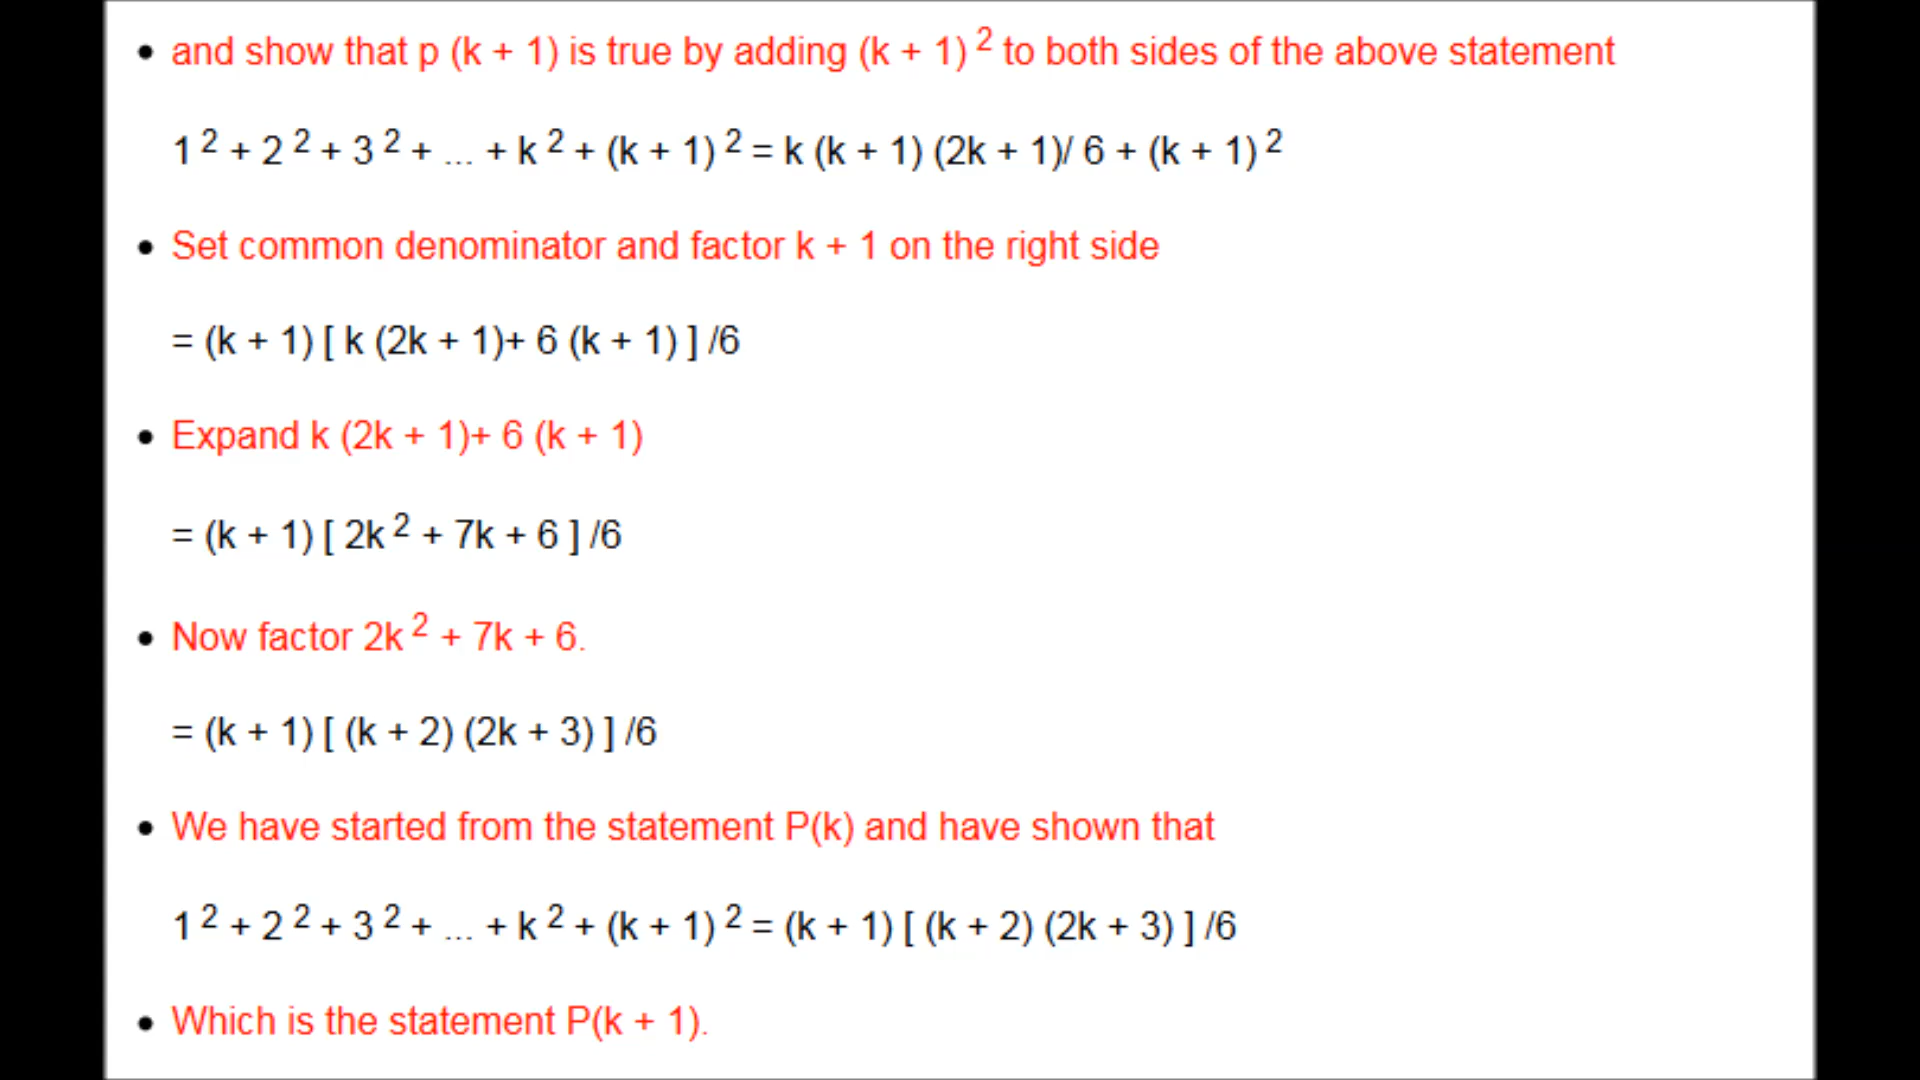 • and show that p (k + 1) is true by adding (k + 1) ² to both sides of the above statement
1 ² + 2 ² + 3 ² + ... + k ² + (k + 1) ² = k (k + 1) (2k + 1)/ 6 + (k + 1) ²
• Set common denominator and factor k + 1 on the right side
= (k + 1) [ k (2k + 1)+ 6 (k + 1) ] /6
• Expand k (2k + 1)+ 6 (k + 1)
= (k + 1) [ 2k ² + 7k + 6 ] /6
• Now factor 2k ² + 7k + 6.
= (k + 1) [ (k + 2) (2k + 3) ] /6
• We have started from the statement P(k) and have shown that
1 ² + 2 ² + 3 ² + ... + k ² + (k + 1) ² = (k + 1) [ (k + 2) (2k + 3) ] /6
• Which is the statement P(k + 1).